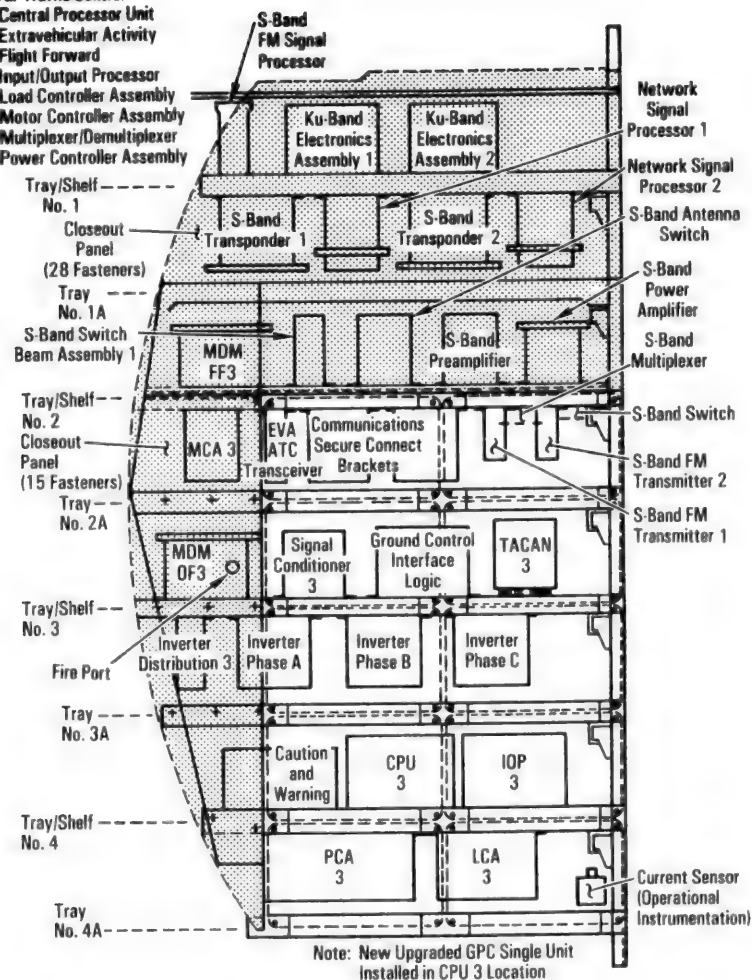 Central Processor Unit
Extravehicular Activity
Flight Forward
Input/Output Processor
Load Controller Assembly
Motor Controller Assembly
Multiplexer/Demultiplexer
Power Controller Assembly
S-Band
FM Signal
Processor
Ku-Band
Electronics
Assembly 1
Ku-Band
Electronics
Assembly 2
Network
Signal
Processor 1
Network Signal
Processor 2
Tray/Shelf
No. 1
Closeout
Panel
(28 Fasteners)
S-Band
Transponder 1
S-Band
Transponder 2
S-Band Antenna
Switch
Tray
No. 1A
S-Band
Power
Amplifier
S-Band Switch
Beam Assembly 1
MDM
FF3
S-Band
Preamplifier
S-Band
Multiplexer
Tray/Shelf
No. 2
Closeout
Panel
(15 Fasteners)
MCA 3
EVA
ATC
Transceiver
Communications
Secure Connect
Brackets
S-Band Switch
S-Band FM
Transmitter 2
S-Band FM
Transmitter 1
Tray
No. 2A
MDM
OF3
Signal
Conditioner
3
Ground Control
Interface
Logic
TACAN
3
Tray/Shelf
No. 3
Fire Port
Inverter
Distribution 3
Inverter
Phase A
Inverter
Phase B
Inverter
Phase C
Tray
No. 3A
Caution
and
Warning
CPU
3
IOP
3
Tray/Shelf
No. 4
PCA
3
LCA
3
Current Sensor
(Operational
Instrumentation)
Tray
No. 4A
Note: New Upgraded GPC Single Unit
Installed in CPU 3 Location